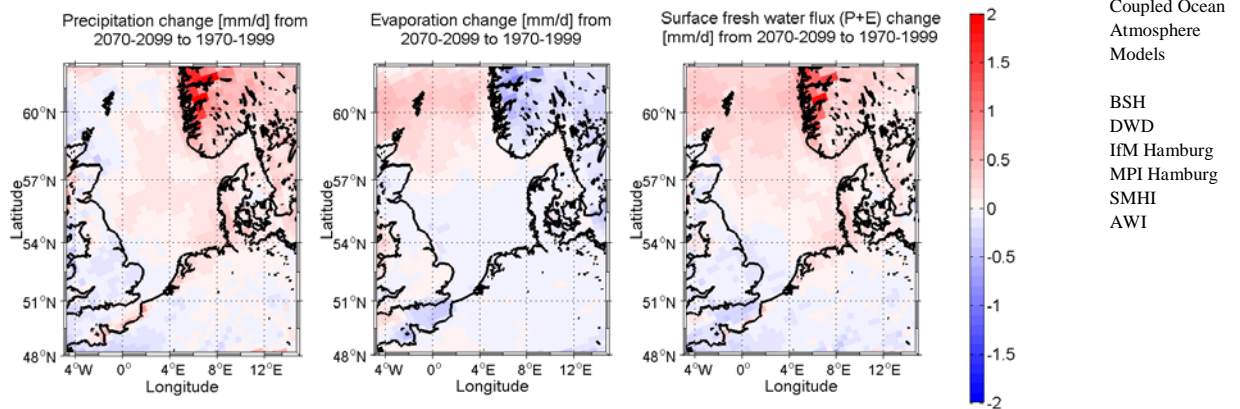 Precipitation change [mm/d] from
2070-2099 to 1970-1999
Evaporation change [mm/d] from
2070-2099 to 1970-1999
Surface fresh water flux (P+E) change
[mm/d] from 2070-2099 to 1970-1999
Latitude
60°N
57°N
54°N
51°N
48°N
4°W 0° 4°E 8°E 12°E
Longitude
Latitude
60°N
57°N
54°N
51°N
48°N
4°W 0° 4°E 8°E 12°E
Longitude
Latitude
60°N
57°N
54°N
51°N
48°N
4°W 0° 4°E 8°E 12°E
Longitude
2
1.5
1
0.5
0
-0.5
-1
-1.5
-2
Coupled Ocean
Atmosphere
Models
BSH
DWD
IfM Hamburg
MPI Hamburg
SMHI
AWI